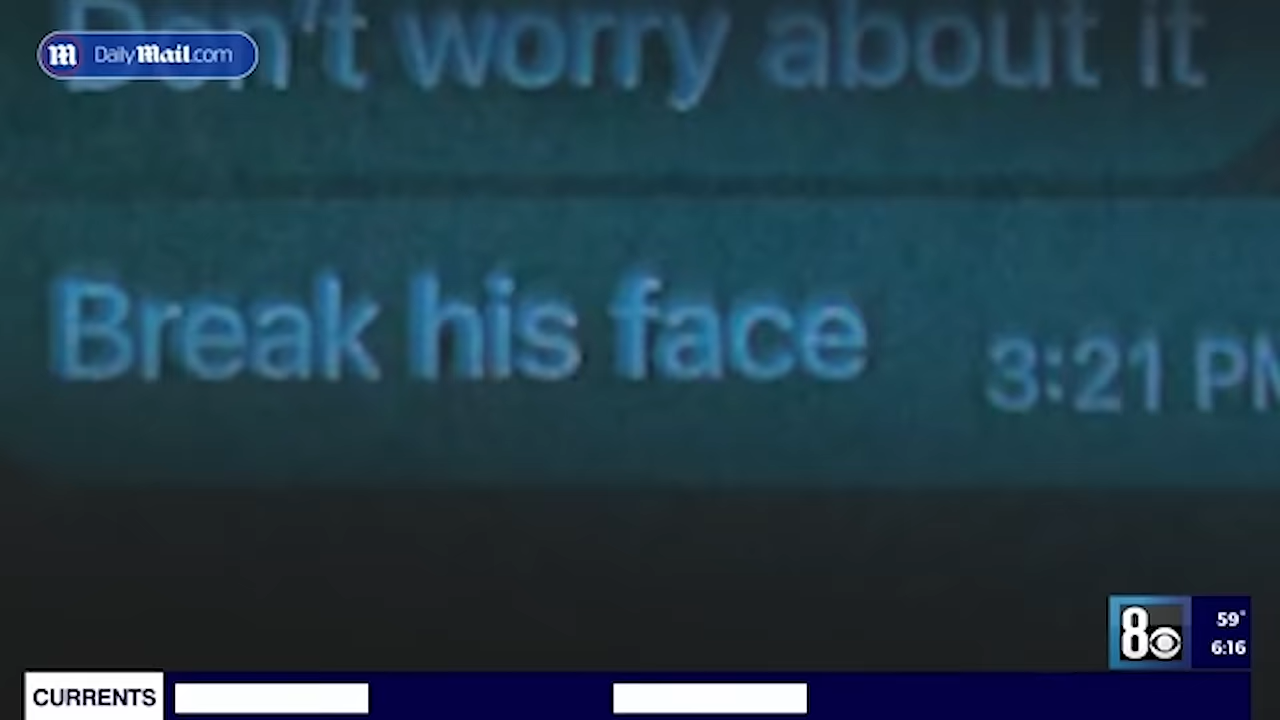 Don't worry about it
DailyMail.com
Break his face
3:21 PM
8
59°
6:16
CURRENTS